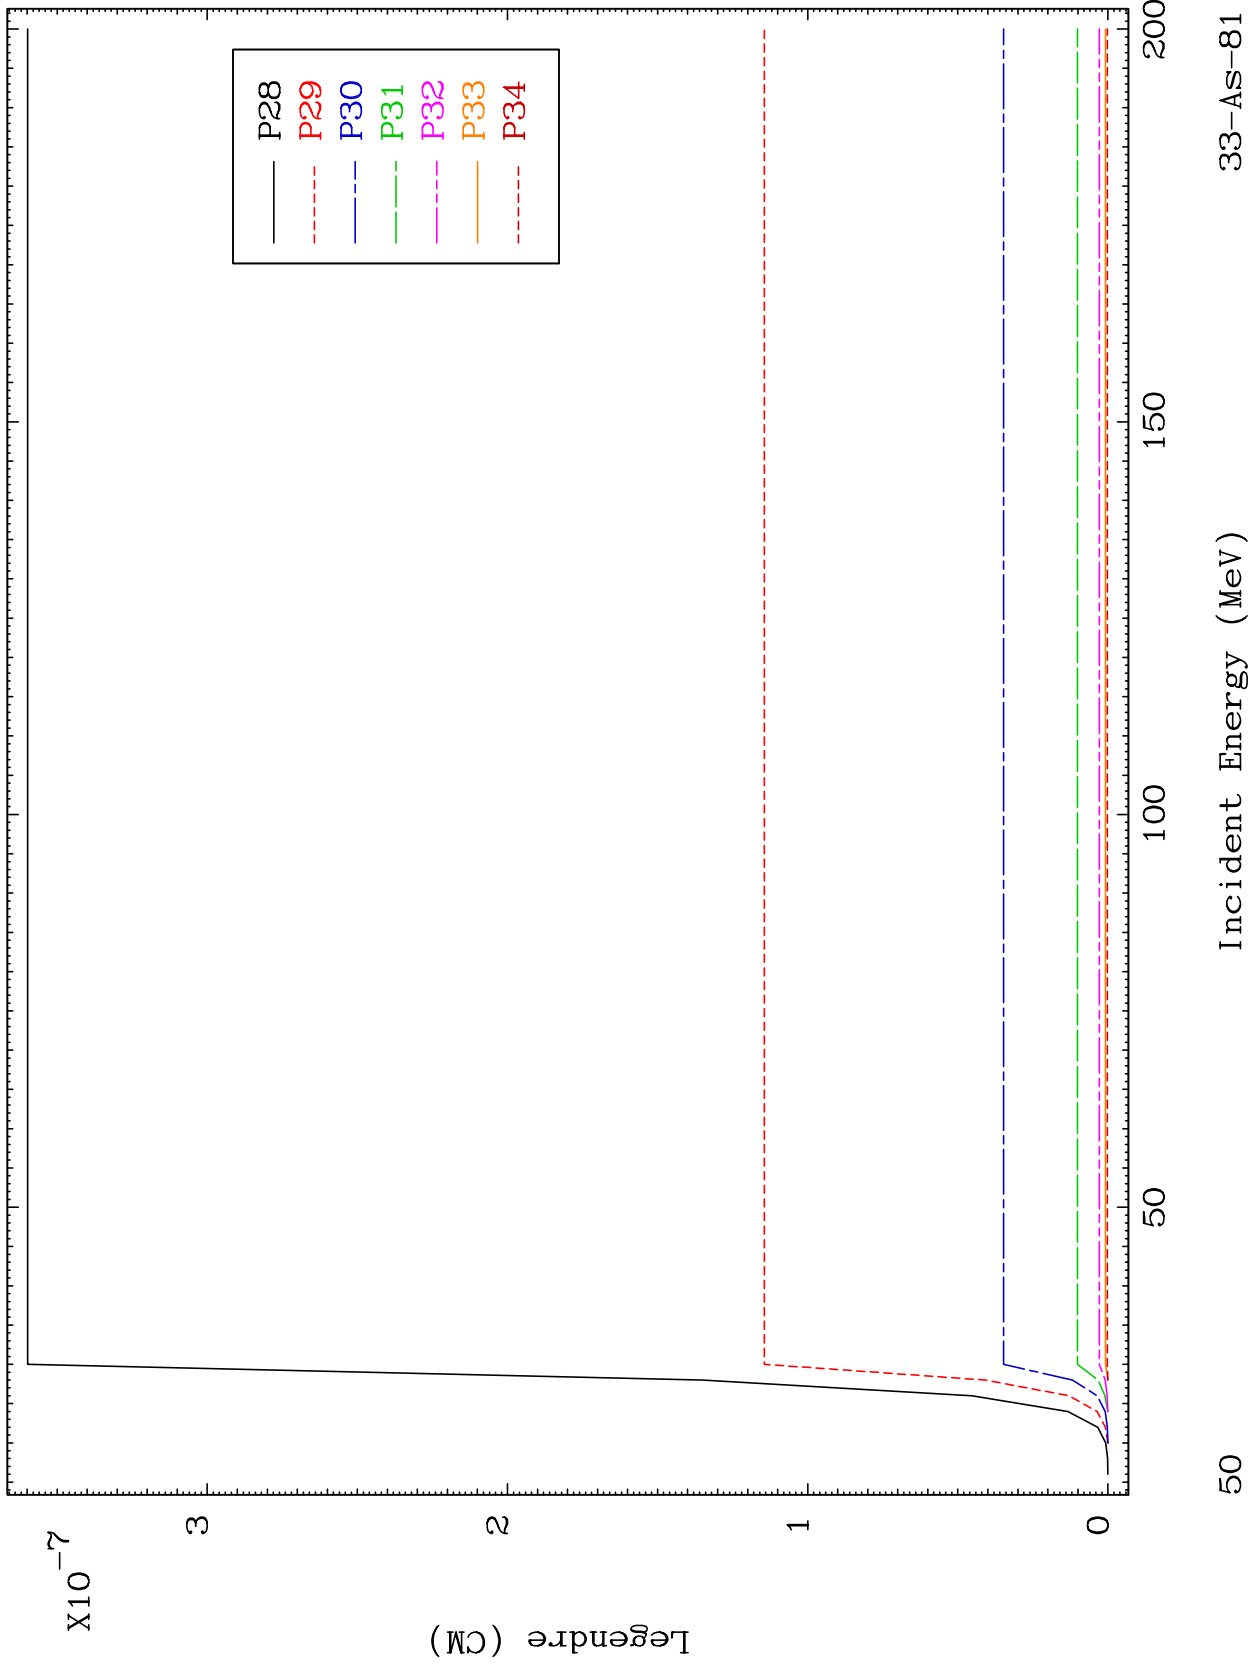 X10-7
Legendre (CM)
3
2
1
0
P28
P29
P30
P31
P32
P33
P34
50
100
150
200
Incident Energy (MeV)
50
33-As-81